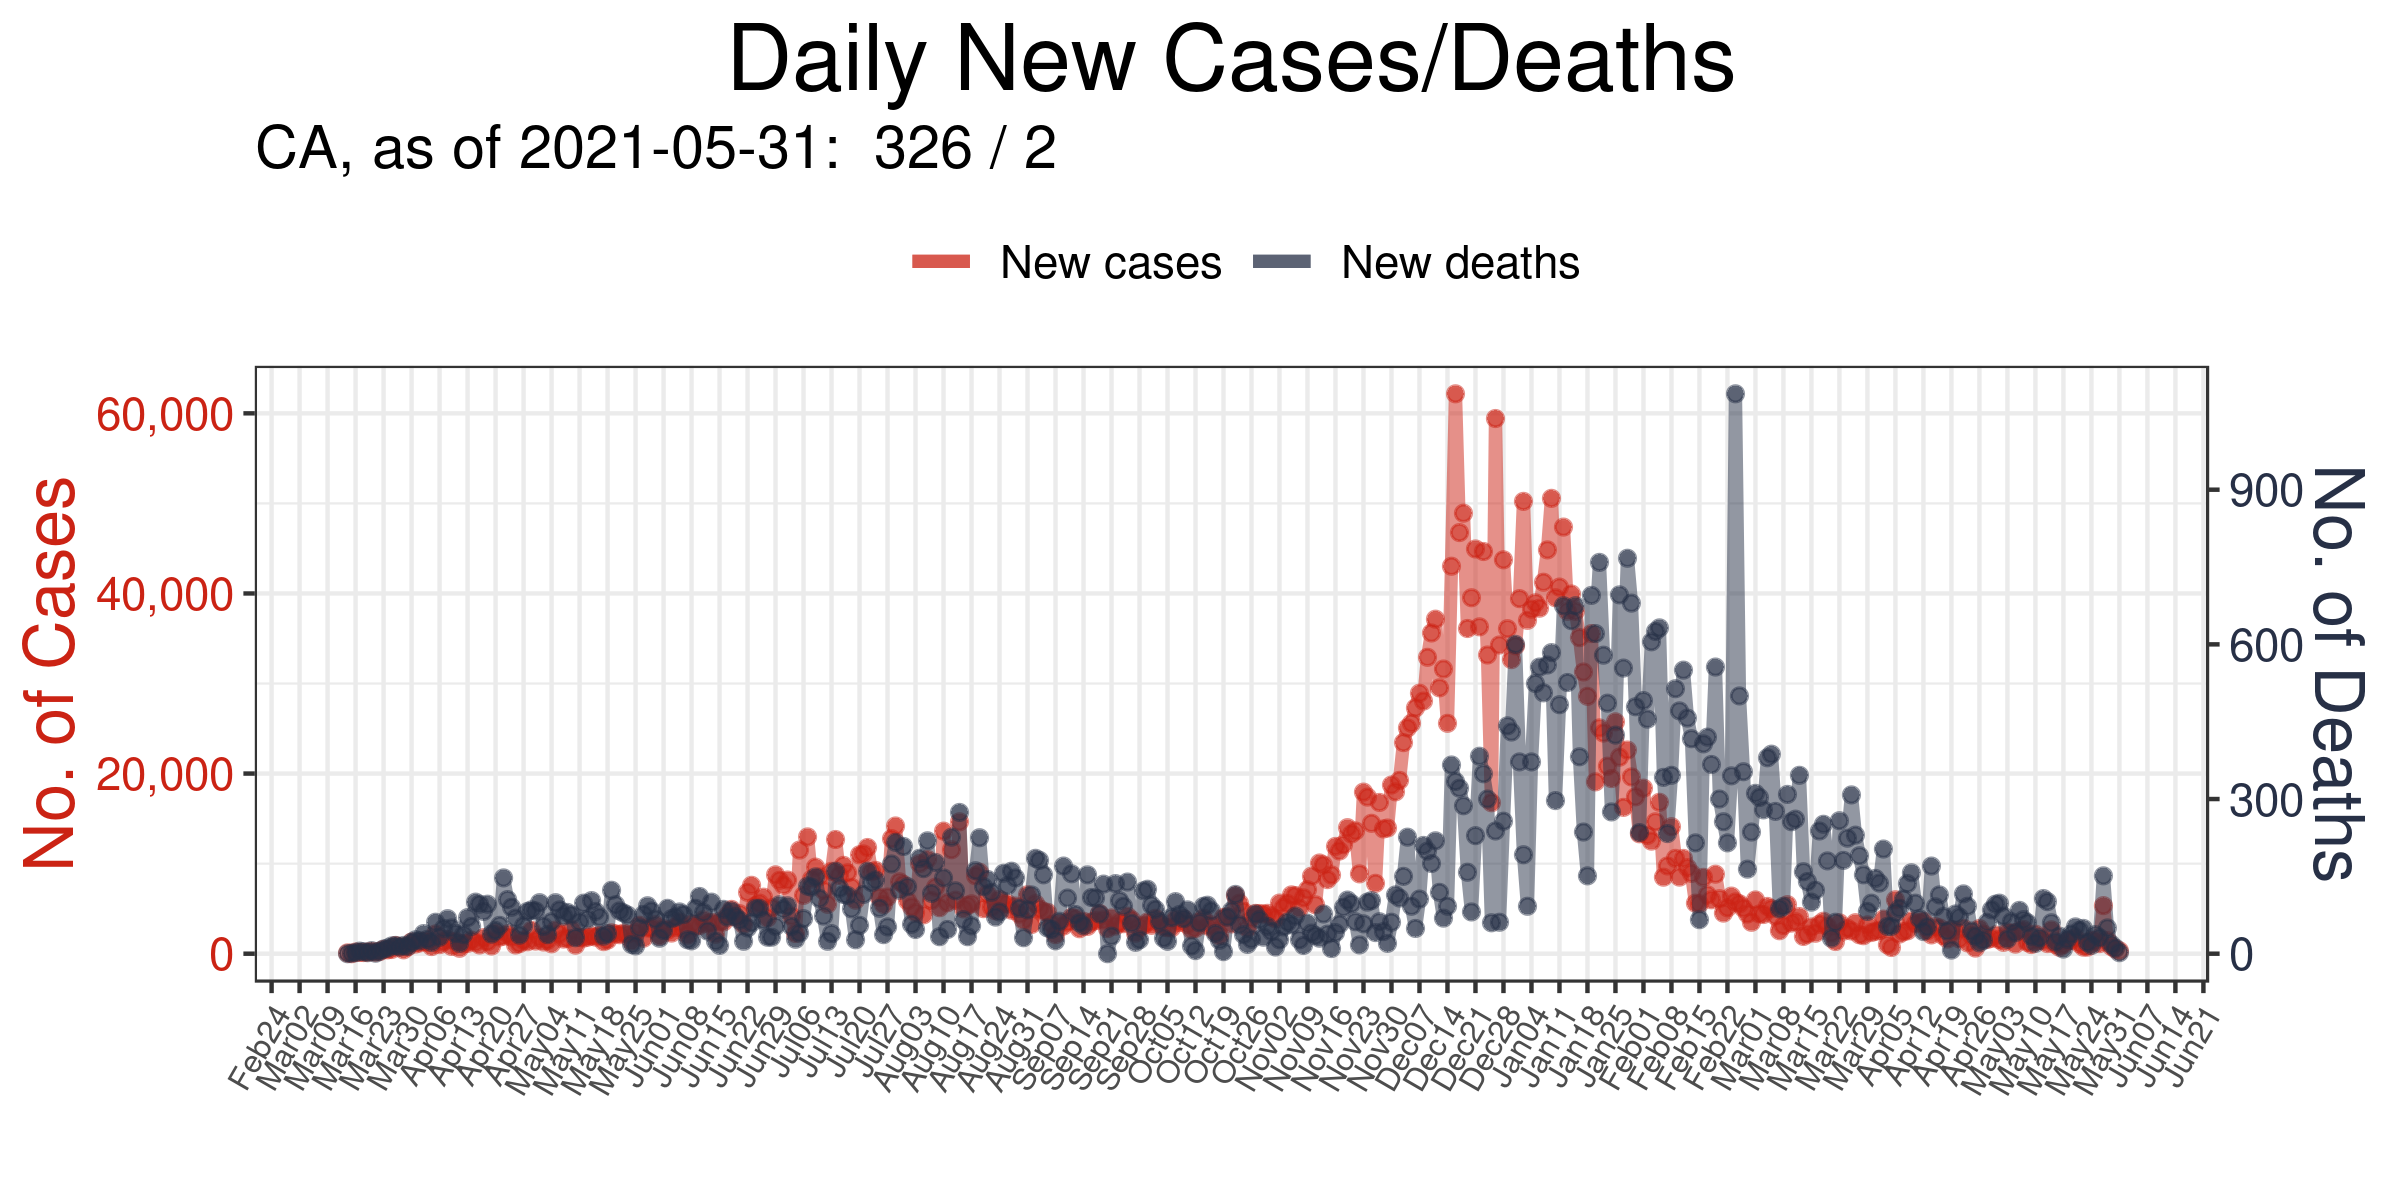 Daily New Cases/Deaths
CA, as of 2021-05-31:  326 / 2
New cases
New deaths
No. of Cases
60,000
40,000
20,000
0
No. of Deaths
900
600
300
0
Feb24
Mar02
Mar09
Mar16
Mar23
Mar30
Apr06
Apr13
Apr20
Apr27
May04
May11
May18
May25
Jun01
Jun08
Jun15
Jun22
Jun29
Jul06
Jul13
Jul20
Jul27
Aug03
Aug10
Aug17
Aug24
Aug31
Sep07
Sep14
Sep21
Sep28
Oct05
Oct12
Oct19
Oct26
Nov02
Nov09
Nov16
Nov23
Nov30
Dec07
Dec14
Dec21
Dec28
Jan04
Jan11
Jan18
Jan25
Feb01
Feb08
Feb15
Feb22
Mar01
Mar08
Mar15
Mar22
Mar29
Apr05
Apr12
Apr19
Apr26
May03
May10
May17
May24
May31
Jun07
Jun14
Jun21